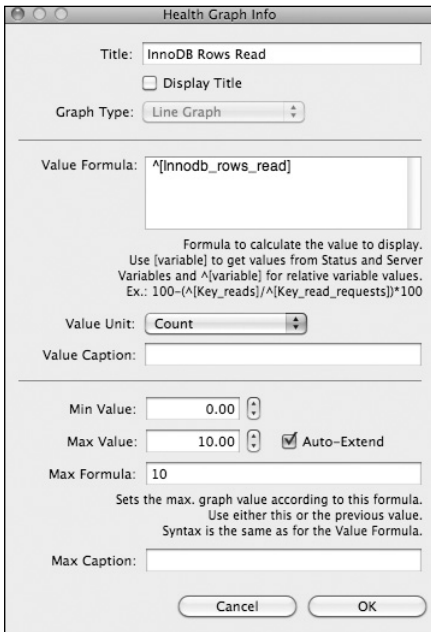 Health Graph Info
Title: InnoDB Rows Read
Display Title
Graph Type: Line Graph
Value Formula: ^[Innodb_rows_read]
Formula to calculate the value to display.
Use [variable] to get values from Status and Server
Variables and ^[variable] for relative variable values.
Ex.: 100-(^[Key_reads]/^[Key_read_requests])*100
Value Unit: Count
Value Caption:
Min Value: 0.00
Max Value: 10.00 Auto-Extend
Max Formula: 10
Sets the max. graph value according to this formula.
Use either this or the previous value.
Syntax is the same as for the Value Formula.
Max Caption:
Cancel OK